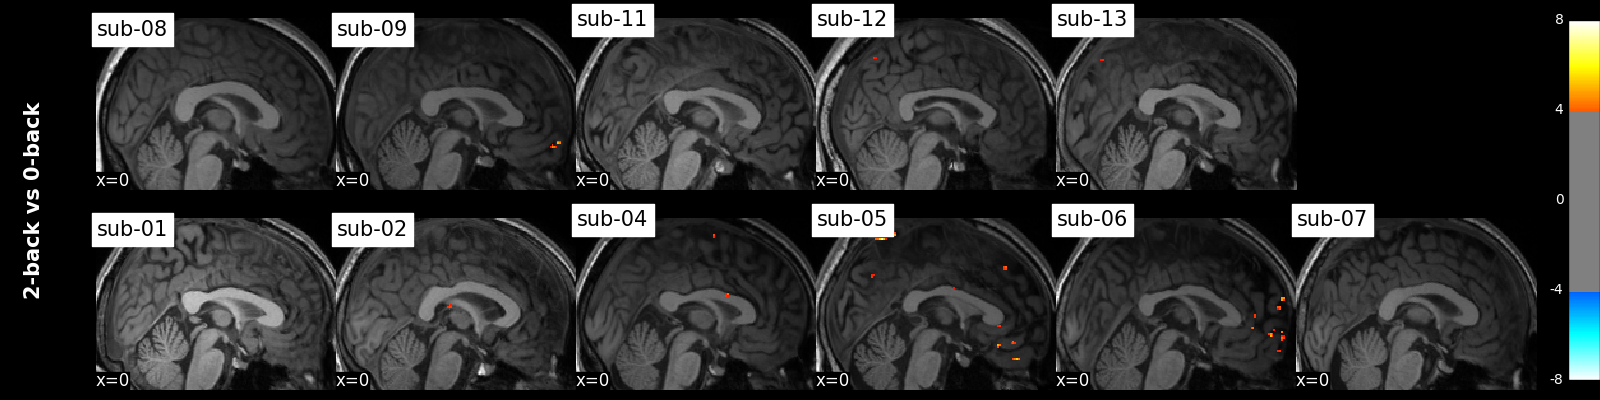 2-back vs 0-back
sub-08
sub-09
sub-11
sub-12
sub-13
x=0
x=0
x=0
x=0
x=0
sub-01
sub-02
sub-04
sub-05
sub-06
sub-07
x=0
x=0
x=0
x=0
x=0
x=0
8
4
0
-4
-8